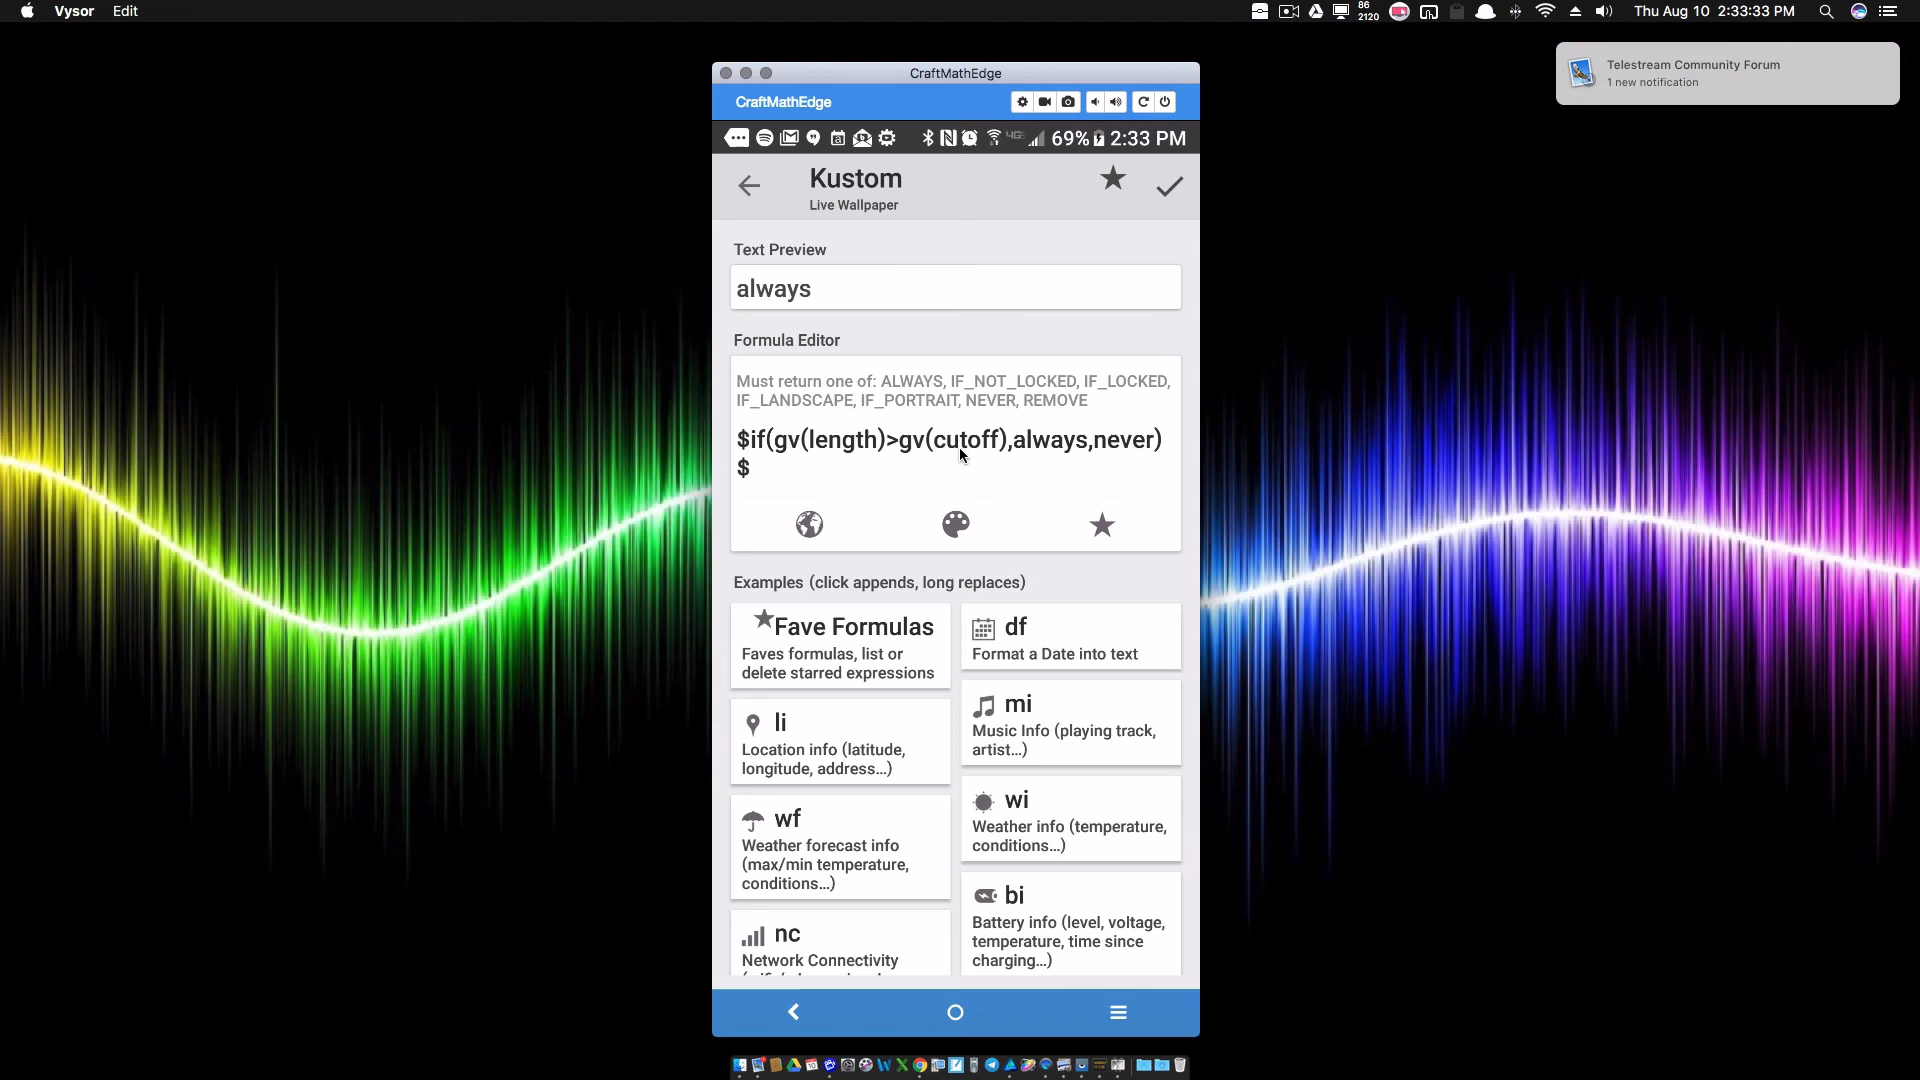 Vysor Edit
86
2120
Thu Aug 10 2:33:33 PM
Telestream Community Forum
1 new notification
CraftMathEdge
CraftMathEdge
4G
69% 2:33 PM
Kustom
Live Wallpaper
Text Preview
always
Formula Editor
Must return one of: ALWAYS, IF_NOT_LOCKED, IF_LOCKED,
IF_LANDSCAPE, IF_PORTRAIT, NEVER, REMOVE
$if(gv(length)>gv(cutoff),always,never)
$
Examples (click appends, long replaces)
Fave Formulas
Faves formulas, list or
delete starred expressions
df
Format a Date into text
li
Location info (latitude,
longitude, address...)
mi
Music Info (playing track,
artist...)
wf
Weather forecast info
(max/min temperature,
conditions...)
wi
Weather info (temperature,
conditions...)
nc
Network Connectivity
bi
Battery info (level, voltage,
temperature, time since
charging...)